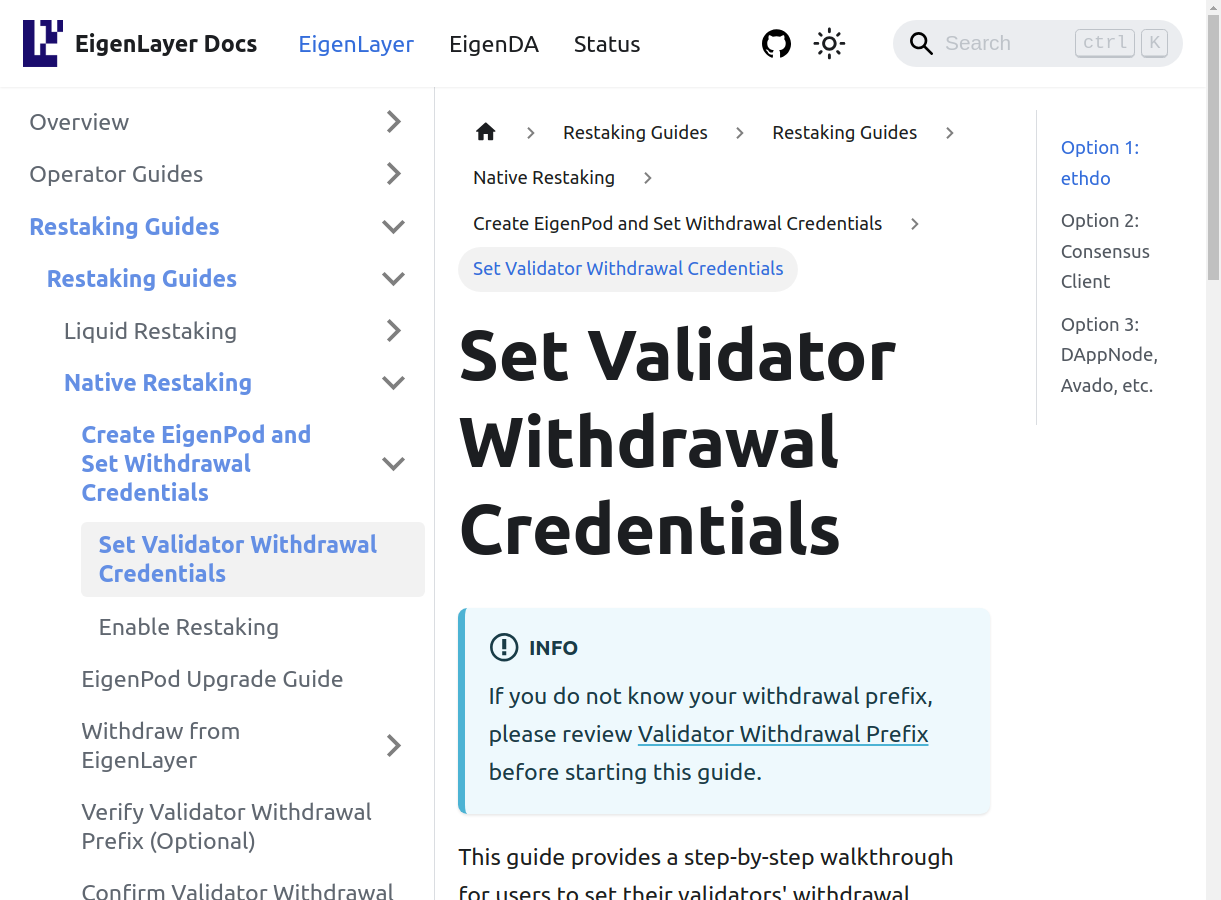 EigenLayer Docs
EigenLayer
EigenDA
Status
Search
ctrl
K
Overview
Operator Guides
Restaking Guides
Restaking Guides
Liquid Restaking
Native Restaking
Create EigenPod and
Set Withdrawal
Credentials
Set Validator Withdrawal
Credentials
Enable Restaking
EigenPod Upgrade Guide
Withdraw from
EigenLayer
Verify Validator Withdrawal
Prefix (Optional)
Confirm Validator Withdrawal
Restaking Guides
Restaking Guides
Native Restaking
Create EigenPod and Set Withdrawal Credentials
Set Validator Withdrawal Credentials
Set Validator
Withdrawal
Credentials
INFO
If you do not know your withdrawal prefix,
please review Validator Withdrawal Prefix
before starting this guide.
This guide provides a step-by-step walkthrough
for users to set their validators' withdrawal
Option 1:
ethdo
Option 2:
Consensus
Client
Option 3:
DAppNode,
Avado, etc.